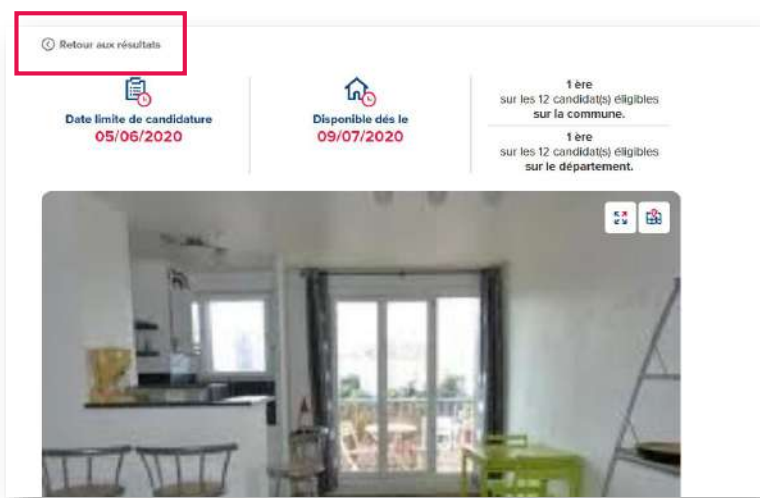 Retour aux résultats
Date limite de candidature
05/06/2020
Disponible dès le
09/07/2020
1 ère
sur les 12 candidat(s) éligibles
sur la commune.
1 ère
sur les 12 candidat(s) éligibles
sur le département.